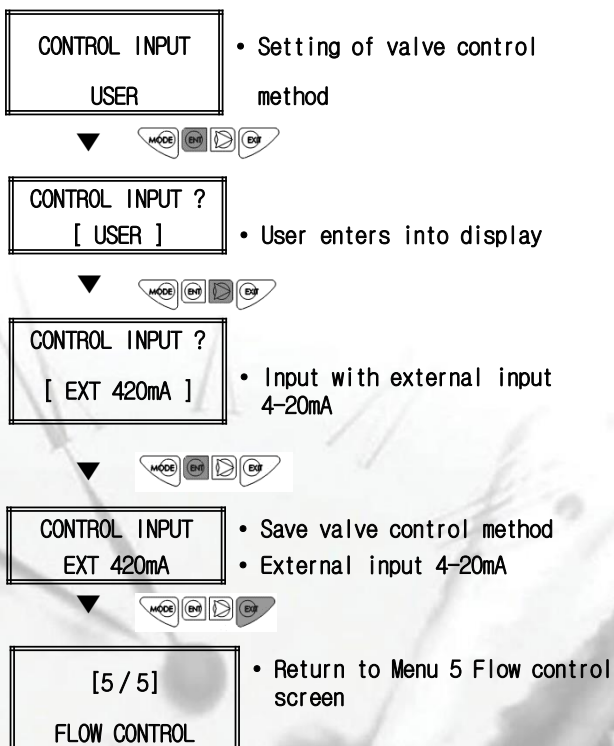 CONTROL INPUT
USER
• Setting of valve control
method
▼ MODE ENT EXIT
CONTROL INPUT ?
[ USER ]
• User enters into display
▼ MODE ENT EXIT
CONTROL INPUT ?
[ EXT 420mA ]
• Input with external input
4-20mA
▼ MODE ENT EXIT
CONTROL INPUT
EXT 420mA
• Save valve control method
• External input 4-20mA
▼ MODE ENT EXIT
[5/5]
FLOW CONTROL
• Return to Menu 5 Flow control
screen